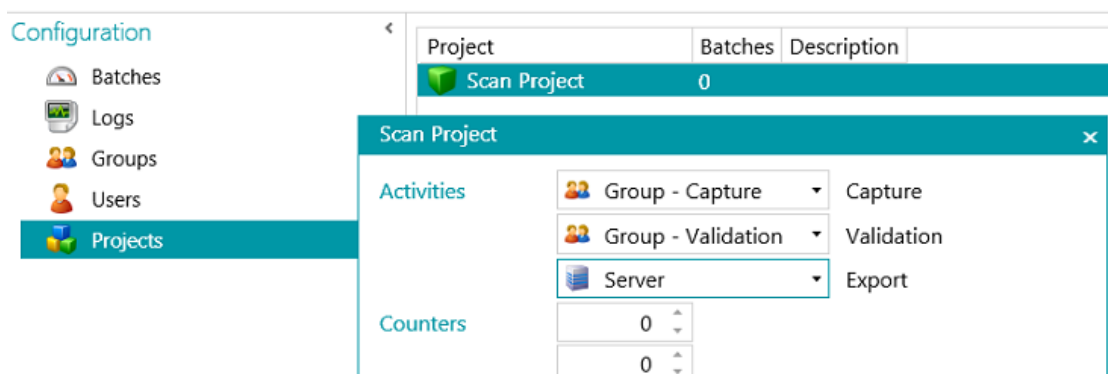 Configuration
Batches
Logs
Groups
Users
Projects
Project Batches Description
Scan Project 0
Scan Project
Activities Group - Capture Capture
Group - Validation Validation
Server Export
Counters 0
0